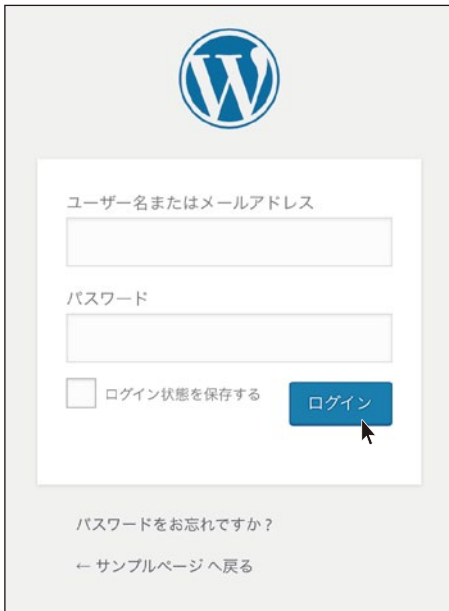 ユーザー名またはメールアドレス
パスワード
ログイン状態を保存する
ログイン
パスワードをお忘れですか ?
← サンプルページ へ戻る